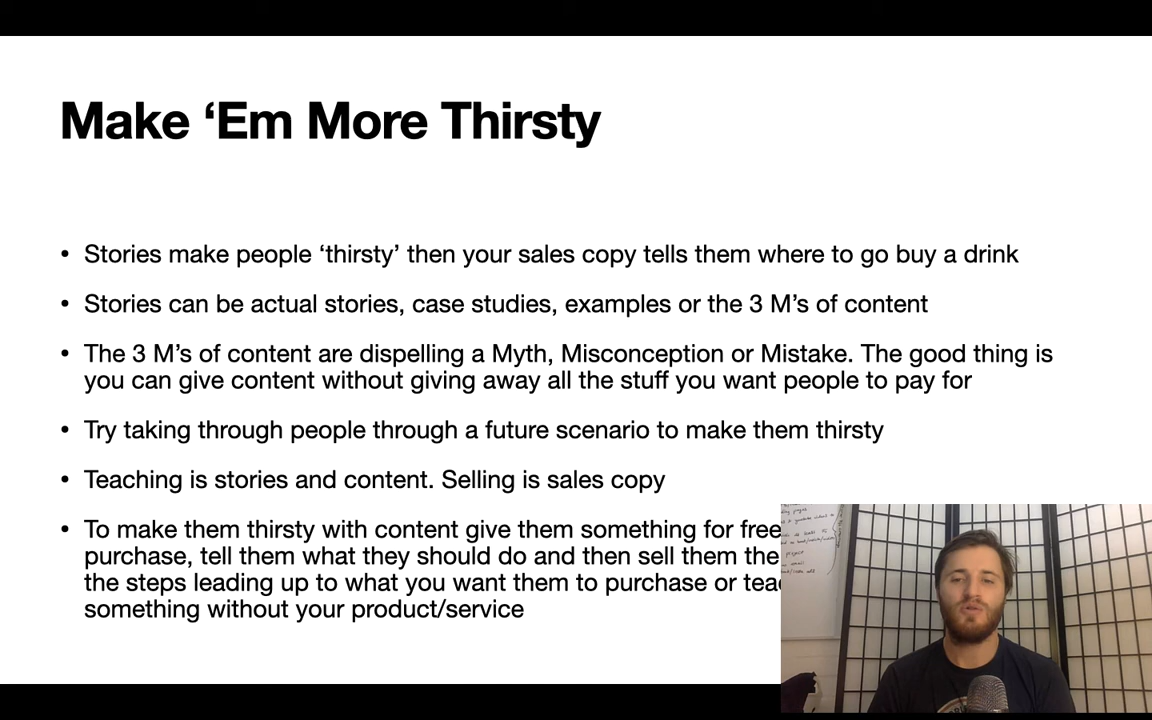 Make ‘Em More Thirsty
• Stories make people ‘thirsty’ then your sales copy tells them where to go buy a drink
• Stories can be actual stories, case studies, examples or the 3 M’s of content
• The 3 M’s of content are dispelling a Myth, Misconception or Mistake. The good thing is
you can give content without giving away all the stuff you want people to pay for
• Try taking through people through a future scenario to make them thirsty
• Teaching is stories and content. Selling is sales copy
• To make them thirsty with content give them something for free
purchase, tell them what they should do and then sell them the
the steps leading up to what you want them to purchase or
something without your product/service